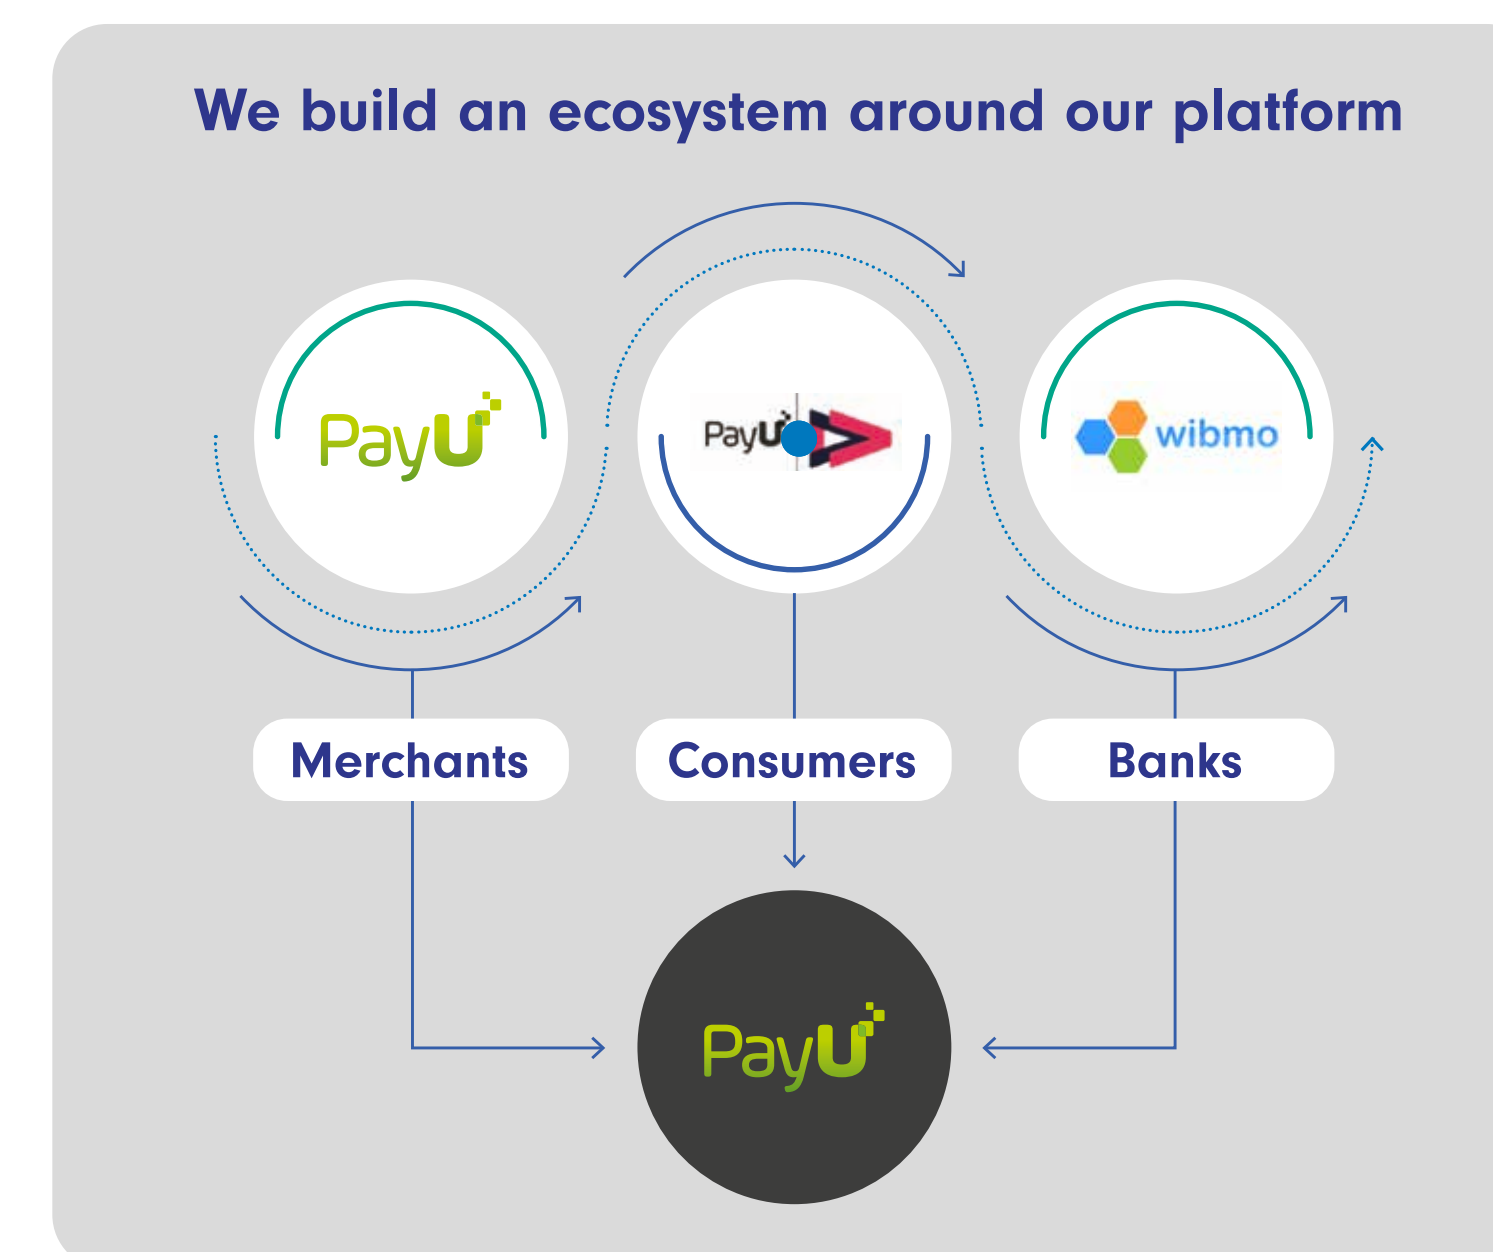 We build an ecosystem around our platform
PayU
PayU
wibmo
Merchants
Consumers
Banks
PayU